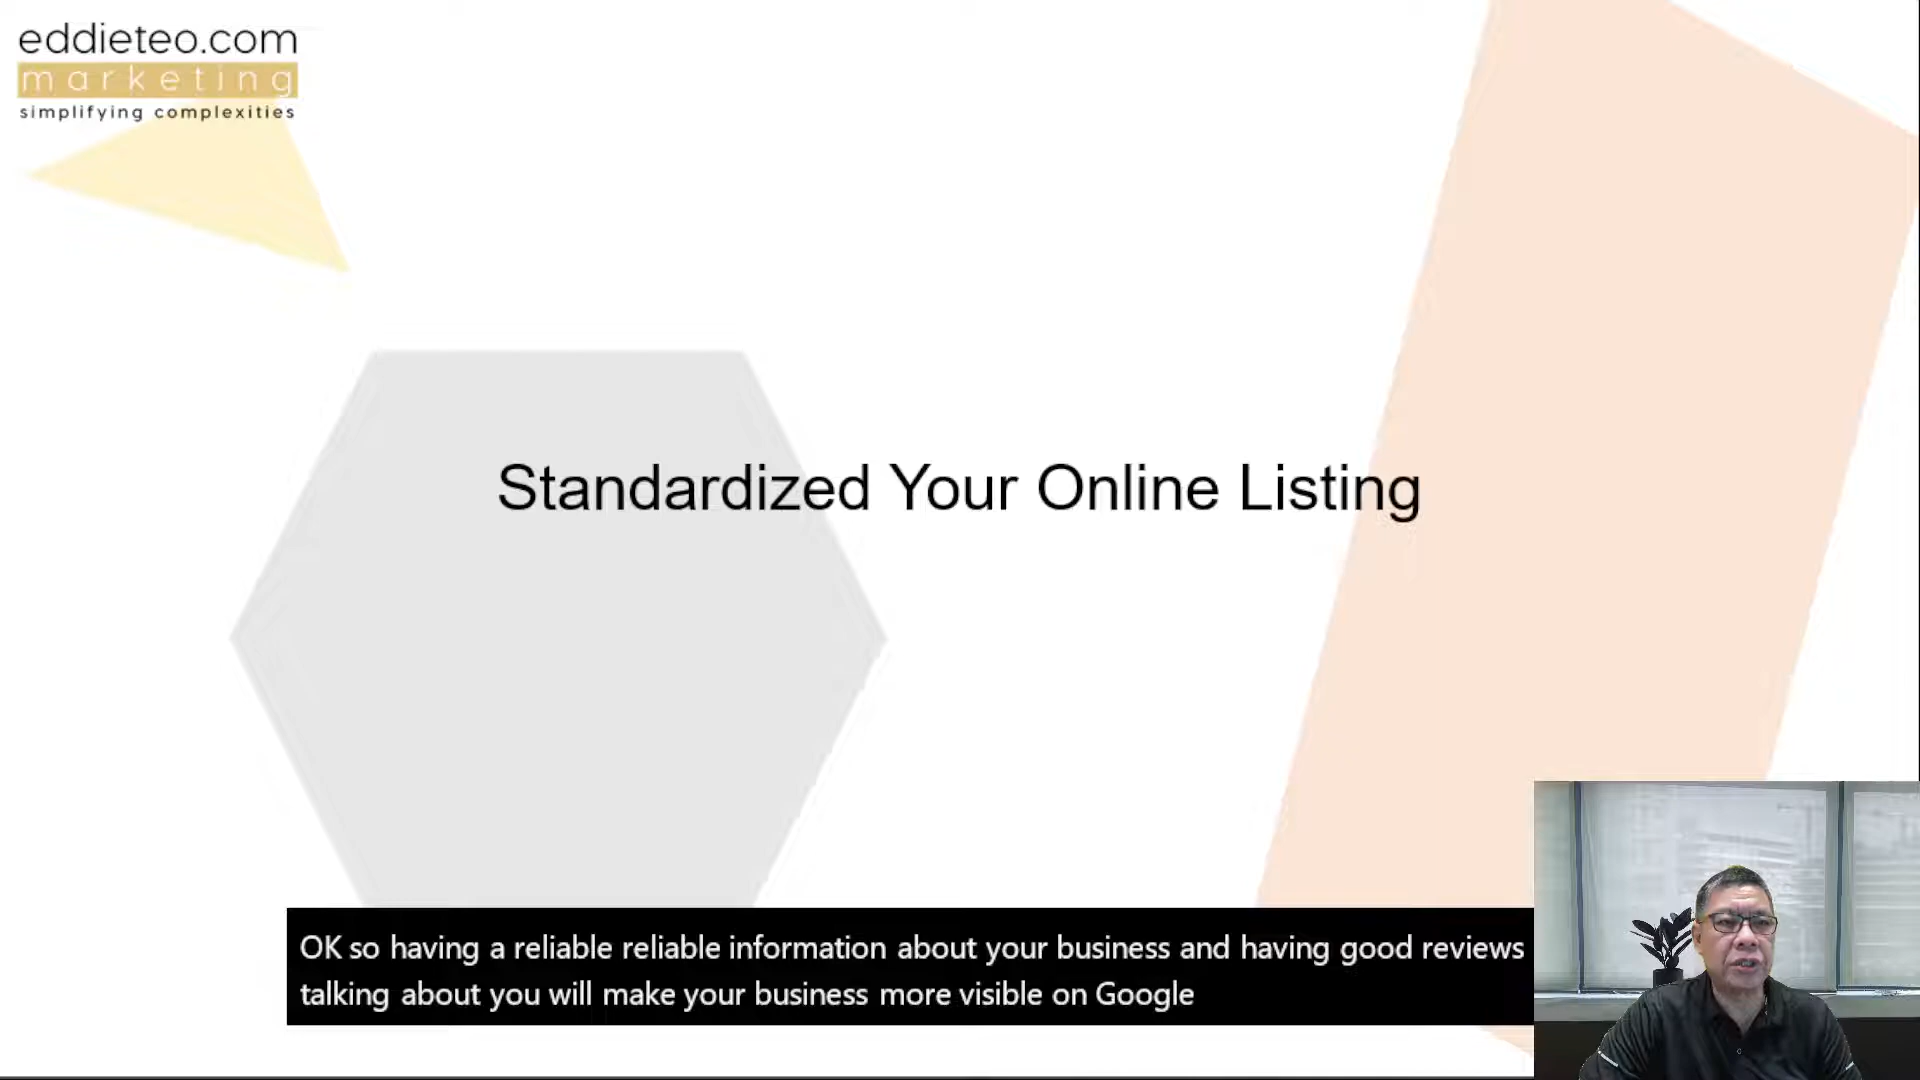 eddieteo.com
marketing
simplifying complexities
Standardized Your Online Listing
OK so having a reliable reliable information about your business and having good reviews
talking about you will make your business more visible on Google